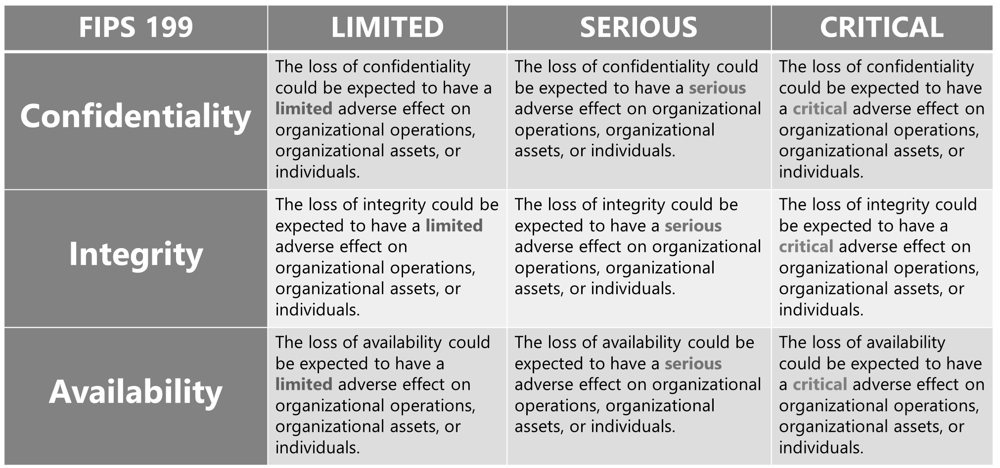 FIPS 199
LIMITED
SERIOUS
CRITICAL
Confidentiality
The loss of confidentiality
could be expected to have a
limited adverse effect on
organizational operations,
organizational assets, or
individuals.
The loss of confidentiality could
be expected to have a serious
adverse effect on organizational
operations, organizational
assets, or individuals.
The loss of confidentiality
could be expected to have
a critical adverse effect on
organizational operations,
organizational assets, or
individuals.
Integrity
The loss of integrity could be
expected to have a limited
adverse effect on
organizational operations,
organizational assets, or
individuals.
The loss of integrity could be
expected to have a serious
adverse effect on organizational
operations, organizational
assets, or individuals.
The loss of integrity could
be expected to have a
critical adverse effect on
organizational operations,
organizational assets, or
individuals.
Availability
The loss of availability could
be expected to have a
limited adverse effect on
organizational operations,
organizational assets, or
individuals.
The loss of availability could be
expected to have a serious
adverse effect on organizational
operations, organizational
assets, or individuals.
The loss of availability
could be expected to have
a critical adverse effect on
organizational operations,
organizational assets, or
individuals.